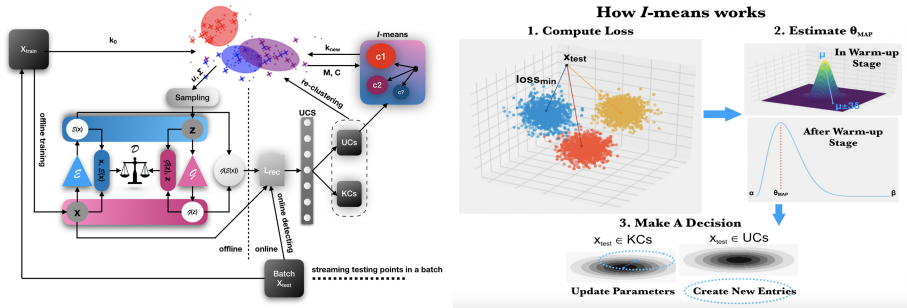 X_train
k_0
I-means
k_new
M, C
c1
c2
c?
u, Σ
re-clustering
Sampling
UCS
offline training
ℰ(x)
z
𝒟
𝒢(ℰ(x))
L_rec
UCs
ℰ
x, ℰ(x)
𝒢(z), z
𝒢
KCs
x
𝒢(z)
online detecting
offline
online
Batch
X_test
streaming testing points in a batch
How I-means works
1. Compute Loss
x_test
loss_min
2. Estimate θ_MAP
μ
In Warm-up
Stage
μ±3δ
After Warm-up
Stage
α
θ_MAP
β
3. Make A Decision
x_test ∈ KCs
x_test ∈ UCs
Update Parameters
Create New Entries